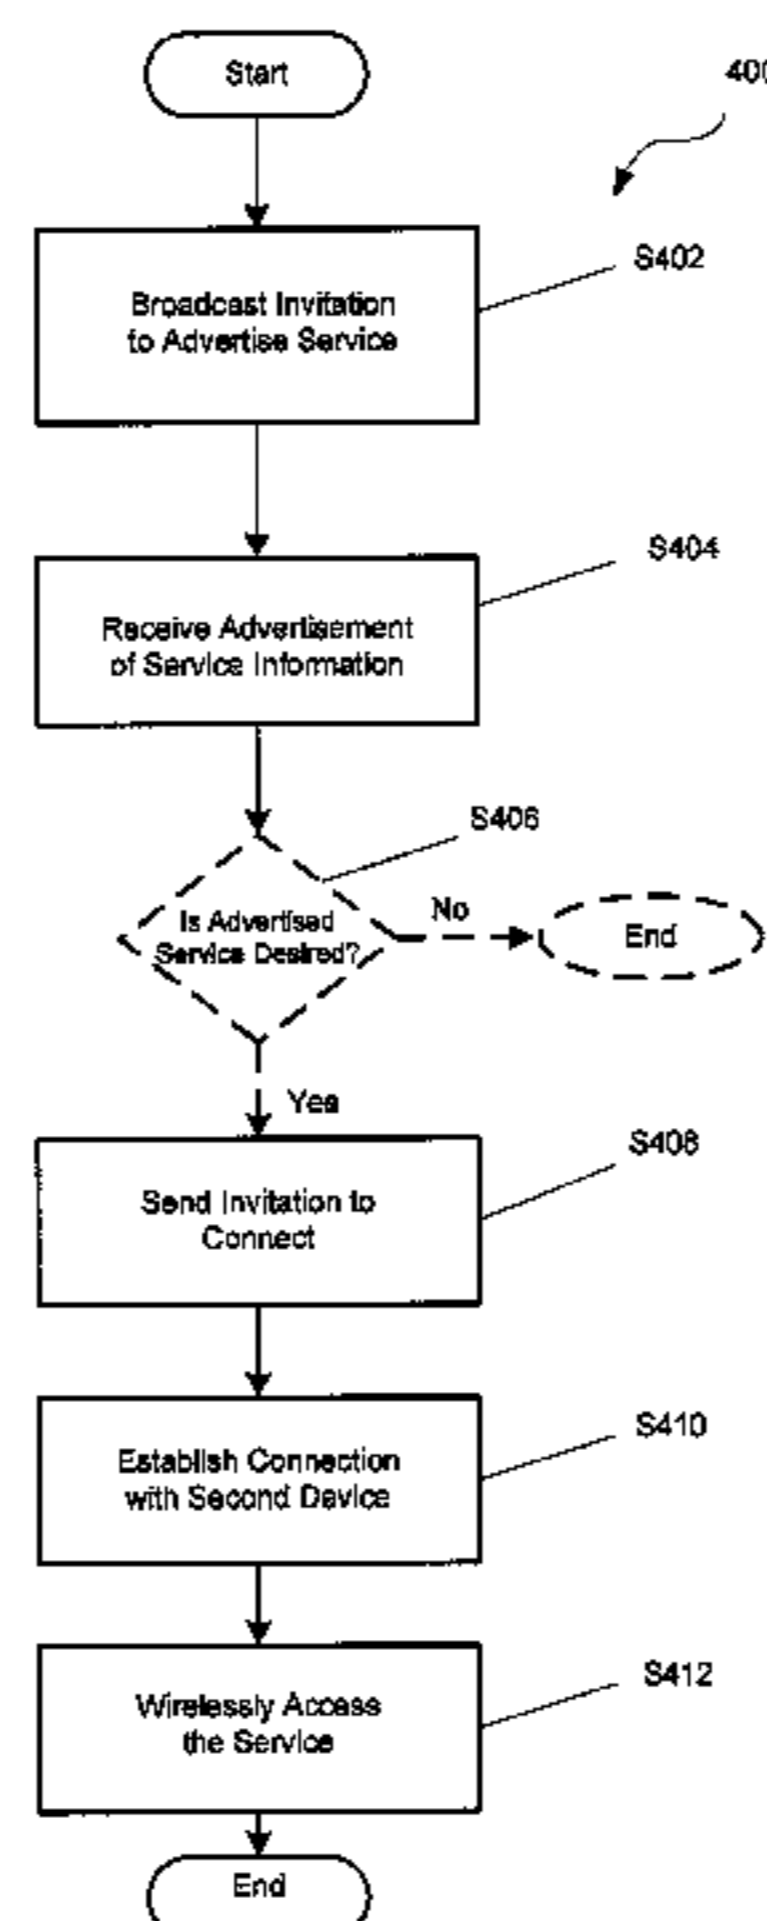 Start
400
S402
Broadcast Invitation
to Advertise Service
S404
Receive Advertisement
of Service Information
S406
Is Advertised
Service Desired?
No
End
Yes
S408
Send Invitation to
Connect
S410
Establish Connection
with Second Device
S412
Wirelessly Access
the Service
End